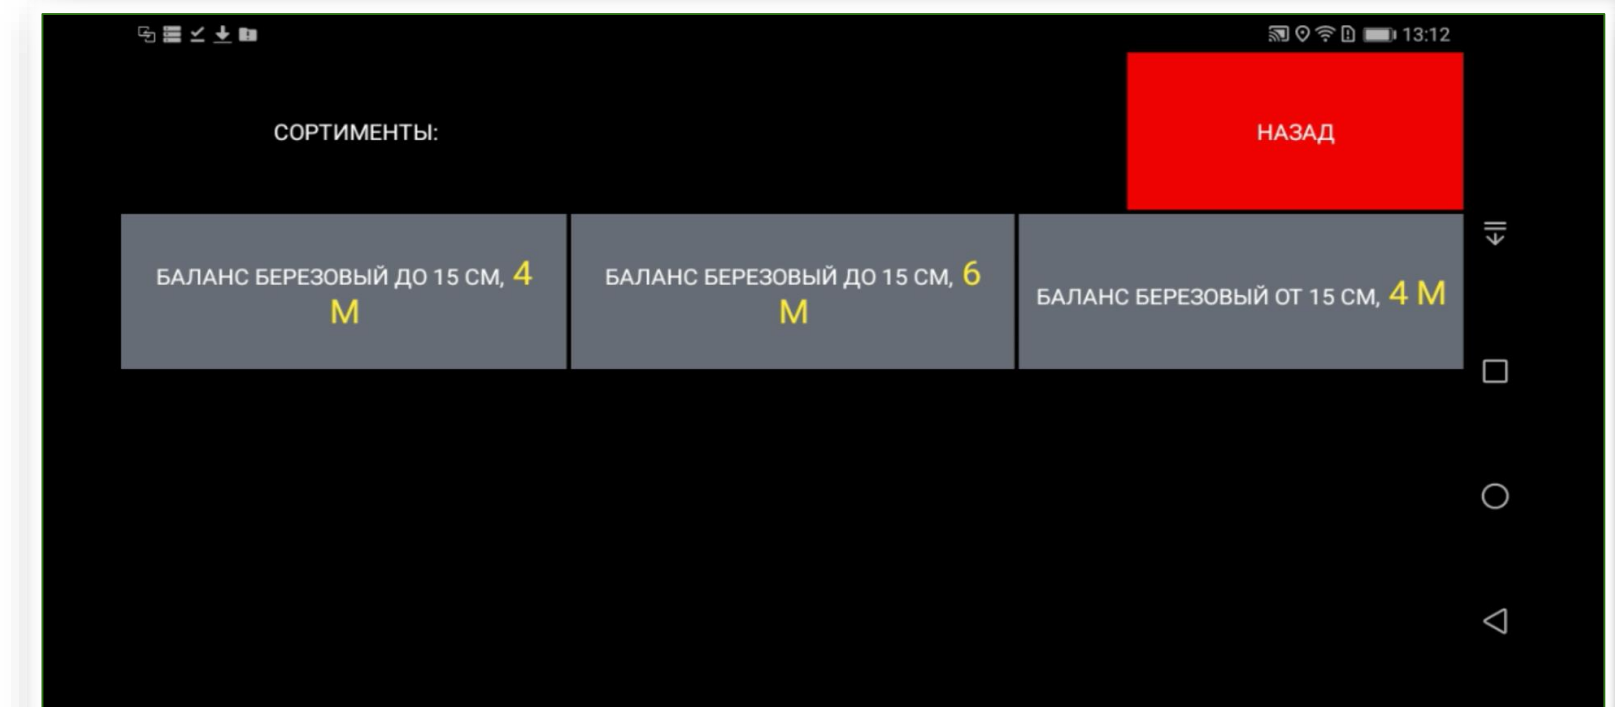 13:12
СОРТИМЕНТЫ:
НАЗАД
БАЛАНС БЕРЕЗОВЫЙ ДО 15 СМ, 4
М
БАЛАНС БЕРЕЗОВЫЙ ДО 15 СМ, 6
М
БАЛАНС БЕРЕЗОВЫЙ ОТ 15 СМ, 4 М